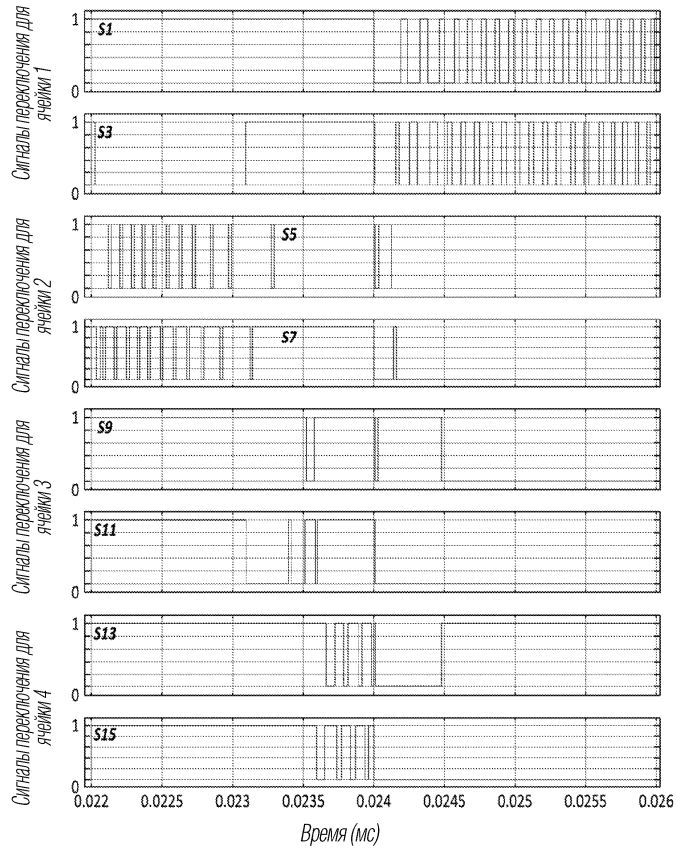 Сигналы переключения для
ячейки 1
1
0
S1
1
0
S3
Сигналы переключения для
ячейки 2
1
0
S5
1
0
S7
Сигналы переключения для
ячейки 3
1
0
S9
1
0
S11
Сигналы переключения для
ячейки 4
1
0
S13
1
0
S15
0.022 0.0225 0.023 0.0235 0.024 0.0245 0.025 0.0255 0.026
Время (мс)